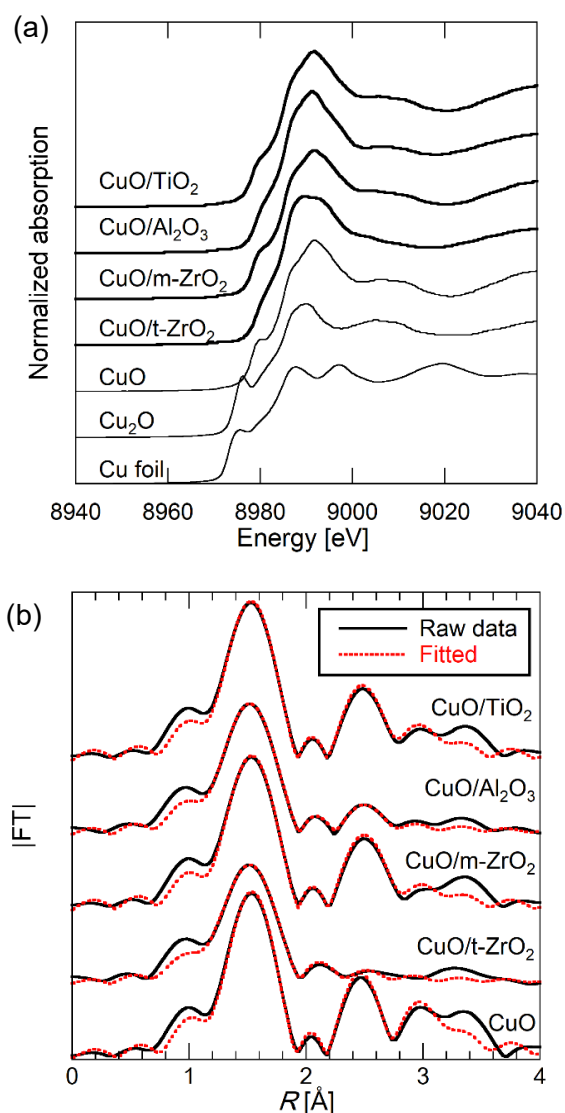 (a)
Normalized absorption
CuO/TiO₂
CuO/Al₂O₃
CuO/m-ZrO₂
CuO/t-ZrO₂
CuO
Cu₂O
Cu foil
8940 8960 8980 9000 9020 9040
Energy [eV]
(b)
Raw data
Fitted
|FT|
CuO/TiO₂
CuO/Al₂O₃
CuO/m-ZrO₂
CuO/t-ZrO₂
CuO
0 1 2 3 4
R [Å]